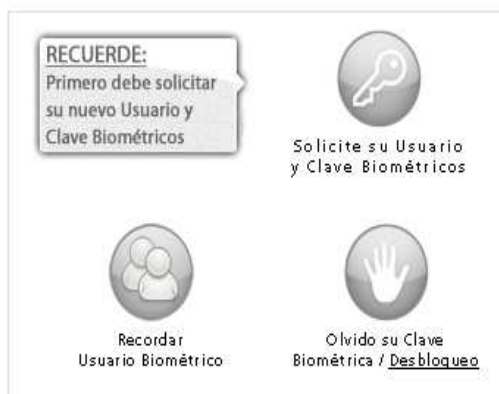 RECUERDE:
Primero debe solicitar
su nuevo Usuario y
Clave Biométricos
Solicite su Usuario
y Clave Biométricos
Recordar
Usuario Biométrico
Olvido su Clave
Biométrica / Desbloqueo